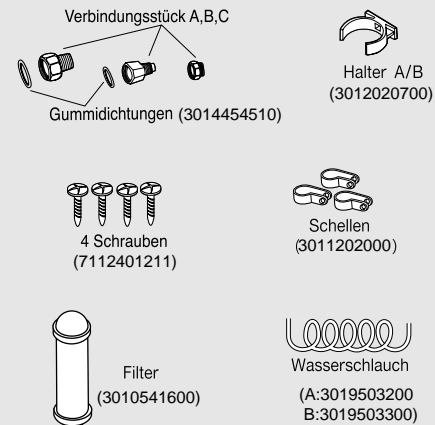 Verbindungsstück A,B,C
Gummidichtungen (3014454510)
Halter A/B
(3012020700)
4 Schrauben
(7112401211)
Schellen
(3011202000)
Filter
(3010541600)
Wasserschlauch
(A:3019503200
B:3019503300)